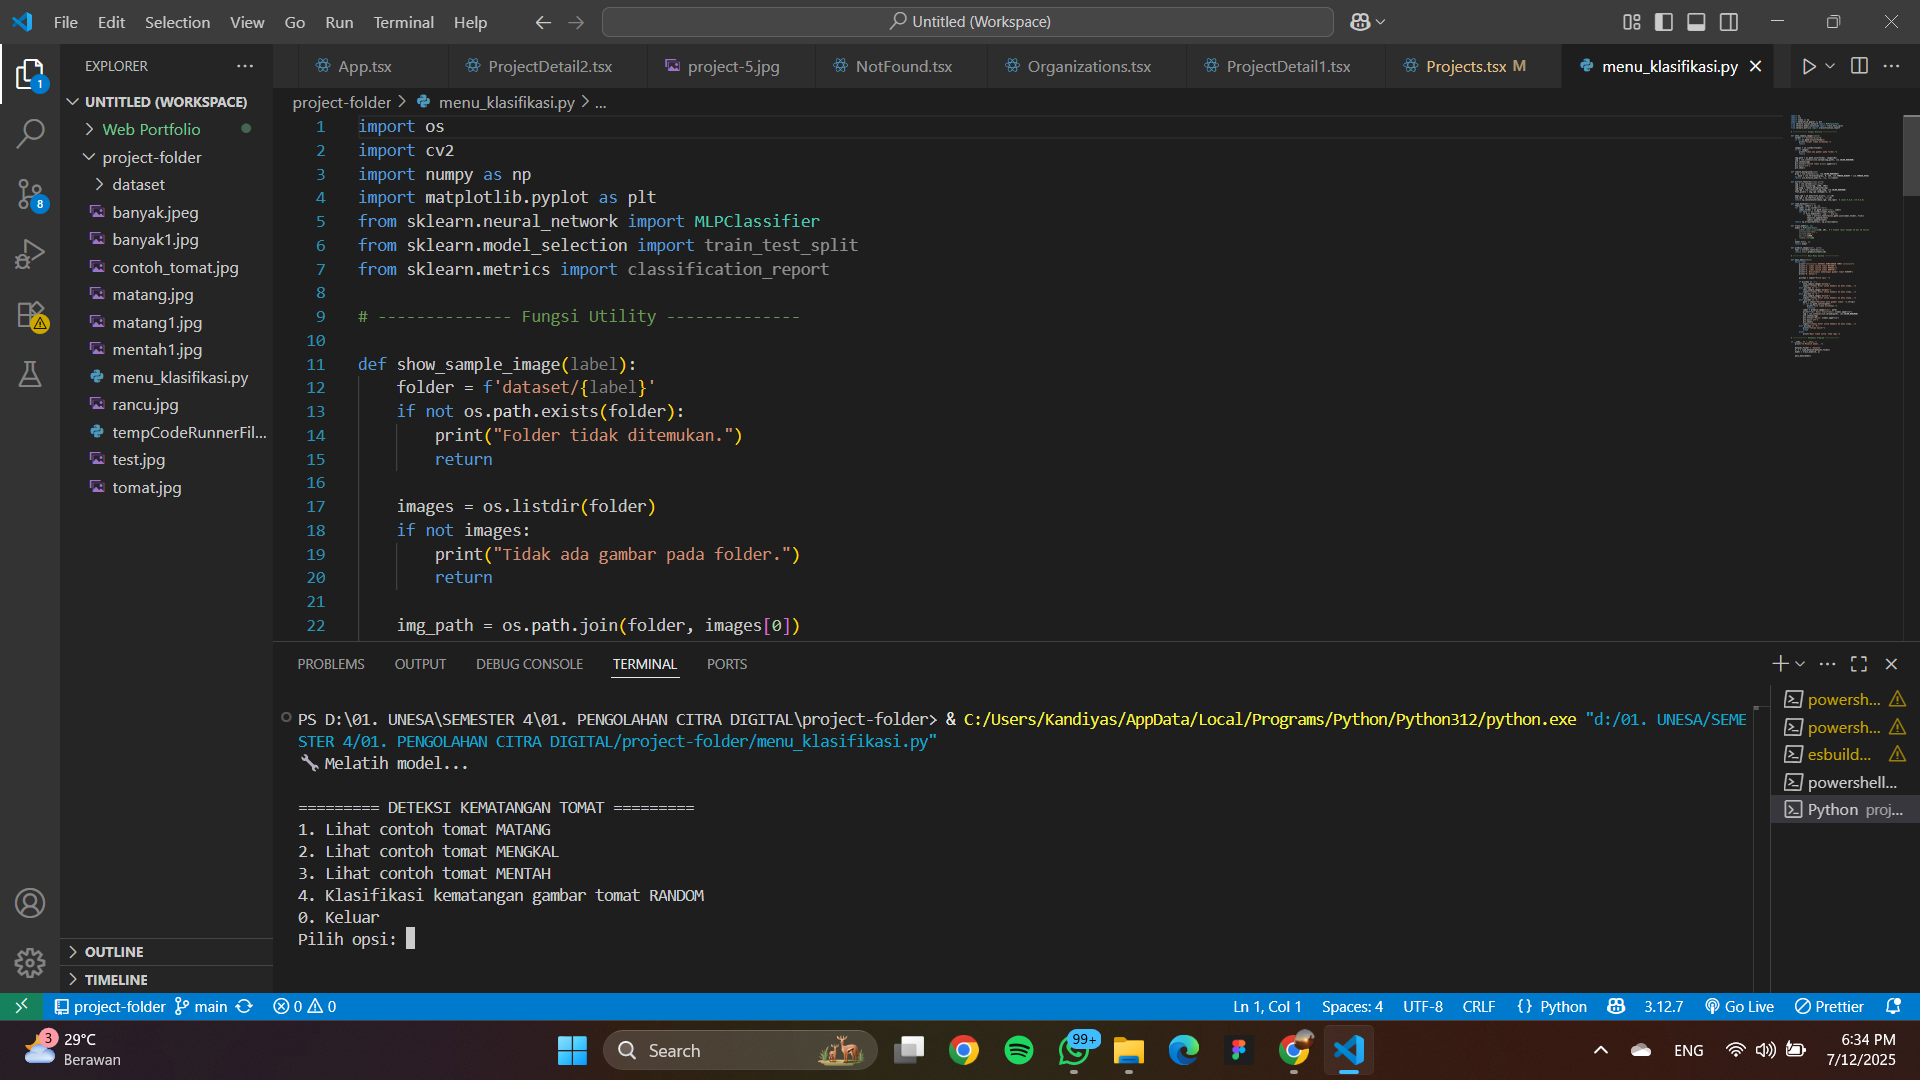 File Edit Selection View Go Run Terminal Help
Untitled (Workspace)
EXPLORER
App.tsx ProjectDetail2.tsx project-5.jpg NotFound.tsx Organizations.tsx ProjectDetail1.tsx Projects.tsx M menu_klasifikasi.py
UNTITLED (WORKSPACE)
Web Portfolio
project-folder
dataset
banyak.jpeg
banyak1.jpg
contoh_tomat.jpg
matang.jpg
matang1.jpg
mentah1.jpg
menu_klasifikasi.py
rancu.jpg
tempCodeRunnerFil...
test.jpg
tomat.jpg
OUTLINE
TIMELINE
1
8
project-folder > menu_klasifikasi.py > ...
1 import os
2 import cv2
3 import numpy as np
4 import matplotlib.pyplot as plt
5 from sklearn.neural_network import MLPClassifier
6 from sklearn.model_selection import train_test_split
7 from sklearn.metrics import classification_report
8
9 # -------------- Fungsi Utility --------------
10
11 def show_sample_image(label):
12 folder = f'dataset/{label}'
13 if not os.path.exists(folder):
14 print("Folder tidak ditemukan.")
15 return
16
17 images = os.listdir(folder)
18 if not images:
19 print("Tidak ada gambar pada folder.")
20 return
21
22 img_path = os.path.join(folder, images[0])
PROBLEMS OUTPUT DEBUG CONSOLE TERMINAL PORTS
PS D:\01. UNESA\SEMESTER 4\01. PENGOLAHAN CITRA DIGITAL\project-folder> & C:/Users/Kandiyas/AppData/Local/Programs/Python/Python312/python.exe "d:/01. UNESA/SEME
STER 4/01. PENGOLAHAN CITRA DIGITAL/project-folder/menu_klasifikasi.py"
🔧 Melatih model...
========= DETEKSI KEMATANGAN TOMAT =========
1. Lihat contoh tomat MATANG
2. Lihat contoh tomat MENGKAL
3. Lihat contoh tomat MENTAH
4. Klasifikasi kematangan gambar tomat RANDOM
0. Keluar
Pilih opsi:
powersh...
powersh...
esbuild...
powershell...
Python proj...
project-folder main 0 0
Ln 1, Col 1 Spaces: 4 UTF-8 CRLF {} Python 3.12.7 Go Live Prettier
3
29°C
Berawan
Search
99+
ENG
6:34 PM
7/12/2025